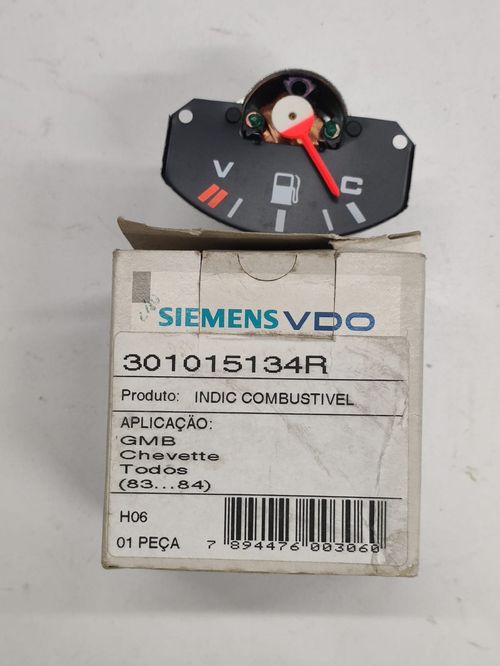 V C
SIEMENS VDO
301015134R
Produto: INDIC COMBUSTIVEL
APLICAÇÃO:
GMB
Chevette
Todos
(83...84)
H06
01 PEÇA
7 894476 003060